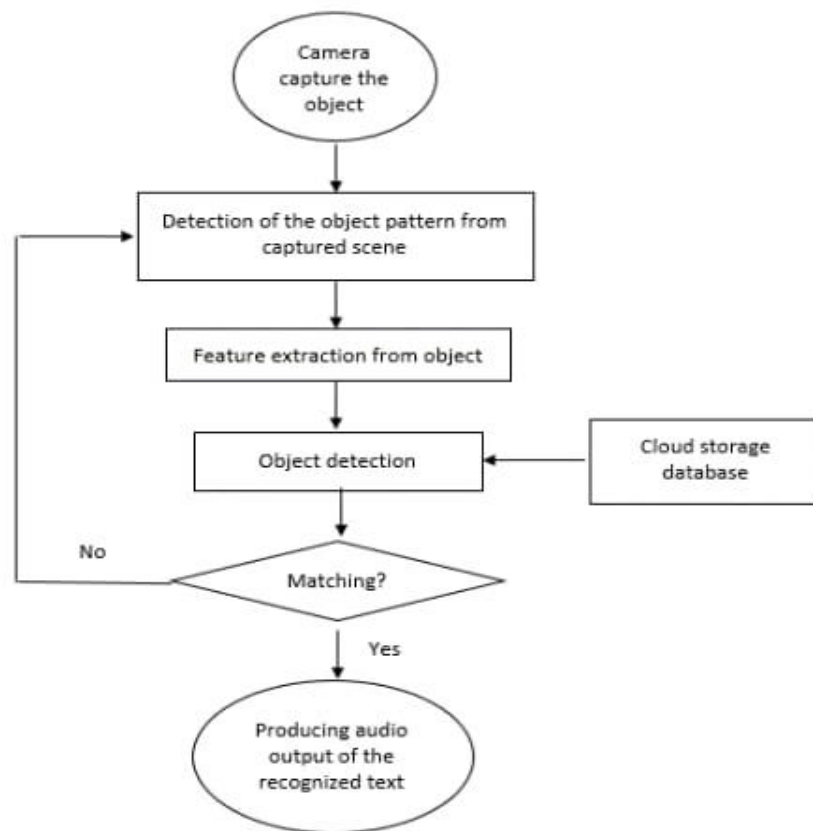 Camera
capture the
object
Detection of the object pattern from
captured scene
Feature extraction from object
Object detection
Cloud storage
database
No
Matching?
Yes
Producing audio
output of the
recognized text